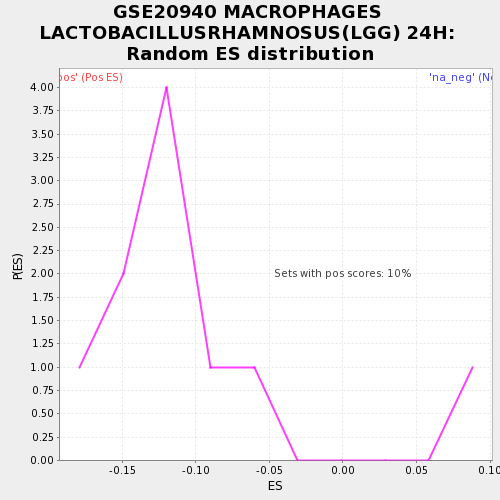 GSE20940 MACROPHAGES
LACTOBACILLUSRHAMNOSUS(LGG) 24H:
Random ES distribution
pos' (Pos ES)
'na_neg' (Ne
4.00
3.75
3.50
3.25
3.00
2.75
2.50
2.25
2.00
1.75
1.50
1.25
1.00
0.75
0.50
0.25
0.00
P(ES)
Sets with pos scores: 10%
-0.15
-0.10
-0.05
0.00
0.05
0.10
ES